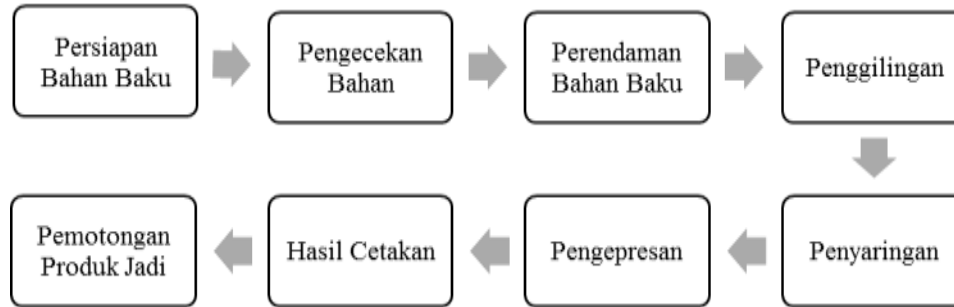 Persiapan
Bahan Baku
Pengecekan
Bahan
Perendaman
Bahan Baku
Penggilingan
Penyaringan
Pengepresan
Hasil Cetakan
Pemotongan
Produk Jadi